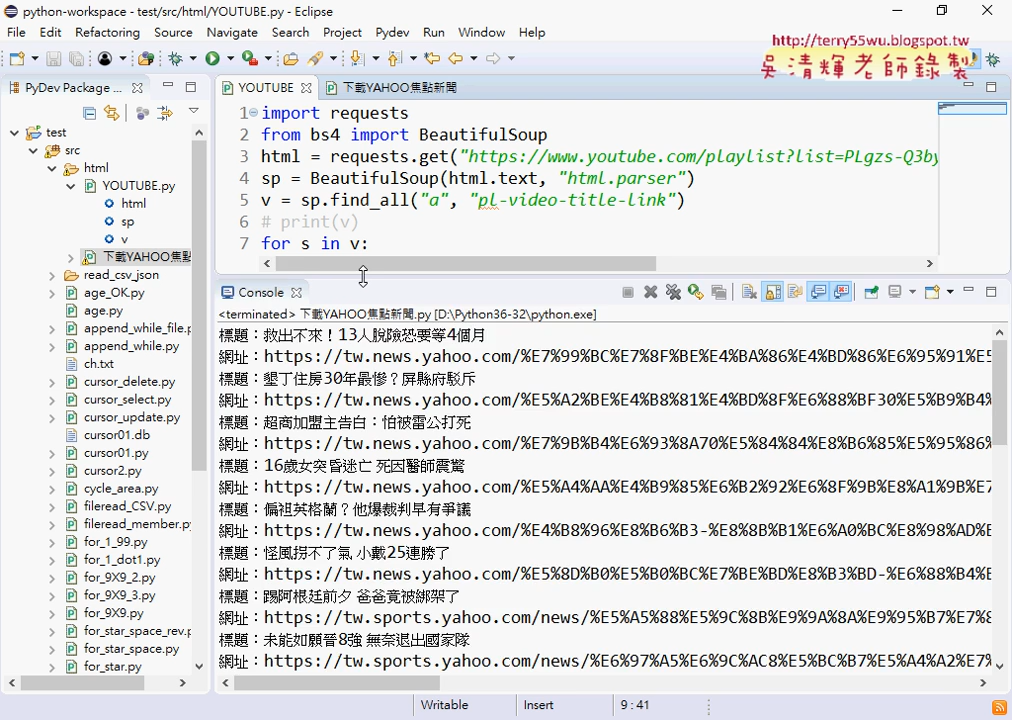 python-workspace - test/src/html/YOUTUBE.py - Eclipse
File Edit Refactoring Source Navigate Search Project Pydev Run Window Help
http://terry55wu.blogspot.tw
吳清輝老師錄製
PyDev Package ...
YOUTUBE
下載YAHOO焦點新聞
test
src
html
YOUTUBE.py
html
sp
v
下載YAHOO焦點
read_csv_json
age_OK.py
age.py
append_while_file.p
append_while.py
ch.txt
cursor_delete.py
cursor_select.py
cursor_update.py
cursor01.db
cursor01.py
cursor2.py
cycle_area.py
fileread_CSV.py
fileread_member.py
for_1_99.py
for_1_dot1.py
for_9X9_2.py
for_9X9_3.py
for_9X9.py
for_star_space_rev.p
for_star_space.py
for_star.py
1 import requests
2 from bs4 import BeautifulSoup
3 html = requests.get("https://www.youtube.com/playlist?list=PLgzs-Q3by
4 sp = BeautifulSoup(html.text, "html.parser")
5 v = sp.find_all("a", "pl-video-title-link")
6 # print(v)
7 for s in v:
Console
<terminated> 下載YAHOO焦點新聞.py [D:\Python36-32\python.exe]
標題：救出不來！13人脫險恐要等4個月
網址：https://tw.news.yahoo.com/%E7%99%BC%E7%8F%BE%E4%BA%86%E4%BD%86%E6%95%91%E5
標題：墾丁住房30年最慘？屏縣府駁斥
網址：https://tw.news.yahoo.com/%E5%A2%BE%E4%B8%81%E4%BD%8F%E6%88%BF30%E5%B9%B4%
標題：超商加盟主告白：怕被雷公打死
網址：https://tw.news.yahoo.com/%E7%9B%B4%E6%93%8A70%E5%84%84%E8%B6%85%E5%95%86%
標題：16歲女突昏迷亡 死因醫師震驚
網址：https://tw.news.yahoo.com/%E5%A4%AA%E4%B9%85%E6%B2%92%E6%8F%9B%E8%A1%9B%E7
標題：偏袒英格蘭？他爆裁判早有爭議
網址：https://tw.news.yahoo.com/%E4%B8%96%E8%B6%B3-%E8%8B%B1%E6%A0%BC%E8%98%AD%E
標題：怪風拐不了氣 小戴25連勝了
網址：https://tw.news.yahoo.com/%E5%8D%B0%E5%B0%BC%E7%BE%BD%E8%B3%BD-%E6%88%B4%E
標題：踢阿根廷前夕 爸爸竟被綁架了
網址：https://tw.sports.yahoo.com/news/%E5%A5%88%E5%9C%8B%E9%9A%8A%E9%95%B7%E7%8
標題：未能如願晉8強 無奈退出國家隊
網址：https://tw.sports.yahoo.com/news/%E6%97%A5%E6%9C%AC%E5%BC%B7%E5%A4%A2%E7%
Writable Insert 9 : 41